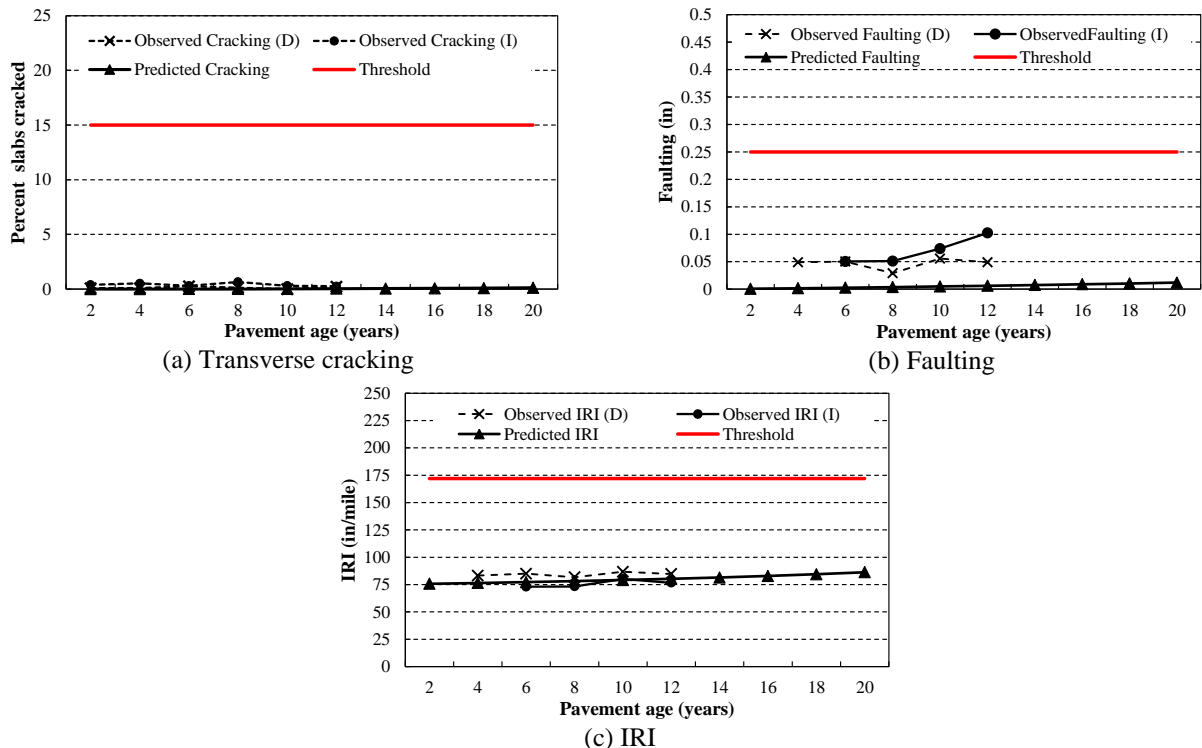 25
20
15
10
5
0
Percent slabs cracked
Observed Cracking (D)
Observed Cracking (I)
Predicted Cracking
Threshold
2 4 6 8 10 12 14 16 18 20
Pavement age (years)
(a) Transverse cracking
0.5
0.45
0.4
0.35
0.3
0.25
0.2
0.15
0.1
0.05
0
Faulting (in)
Observed Faulting (D)
ObservedFaulting (I)
Predicted Faulting
Threshold
2 4 6 8 10 12 14 16 18 20
Pavement age (years)
(b) Faulting
250
225
200
175
150
125
100
75
50
25
0
IRI (in/mile)
Observed IRI (D)
Observed IRI (I)
Predicted IRI
Threshold
2 4 6 8 10 12 14 16 18 20
Pavement age (years)
(c) IRI